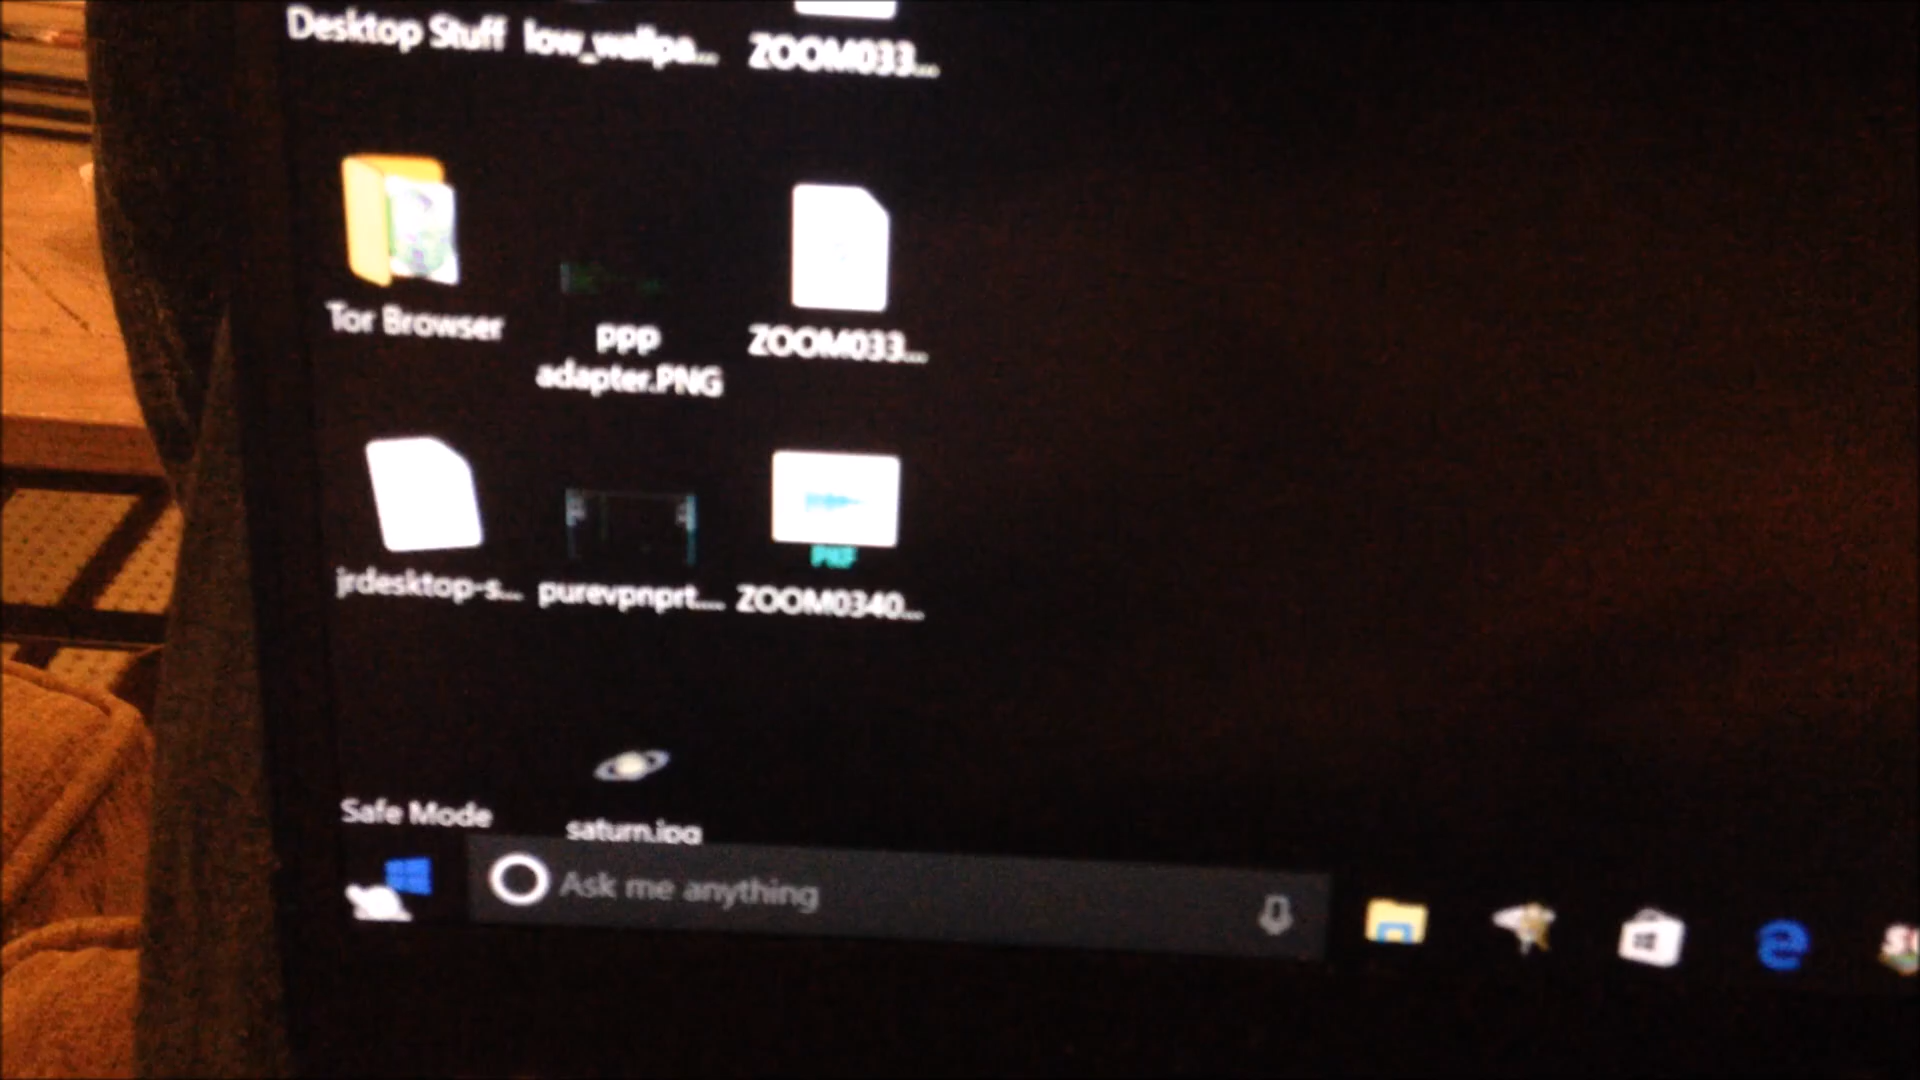 Desktop Stuff
low_wallpa...
ZOOM033...
Tor Browser
PPP
adapter.PNG
ZOOM033...
jrdesktop-s...
purevpnprt....
ZOOM0340...
Safe Mode
saturn.jpg
Ask me anything